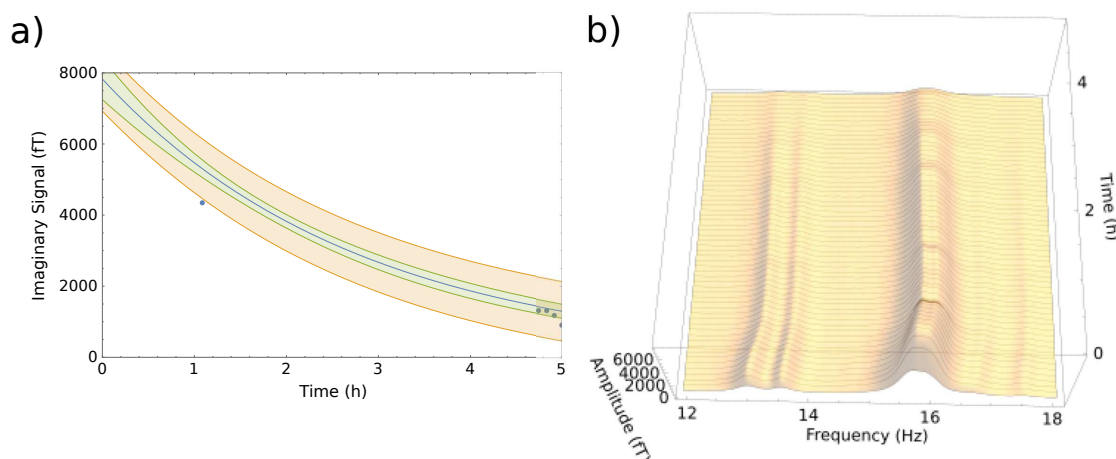 a)
8000
6000
4000
2000
0
Imaginary Signal (fT)
0 1 2 3 4 5
Time (h)
b)
4
2
0
Time (h)
6000
4000
2000
0
Amplitude (fT)
12 14 16 18
Frequency (Hz)